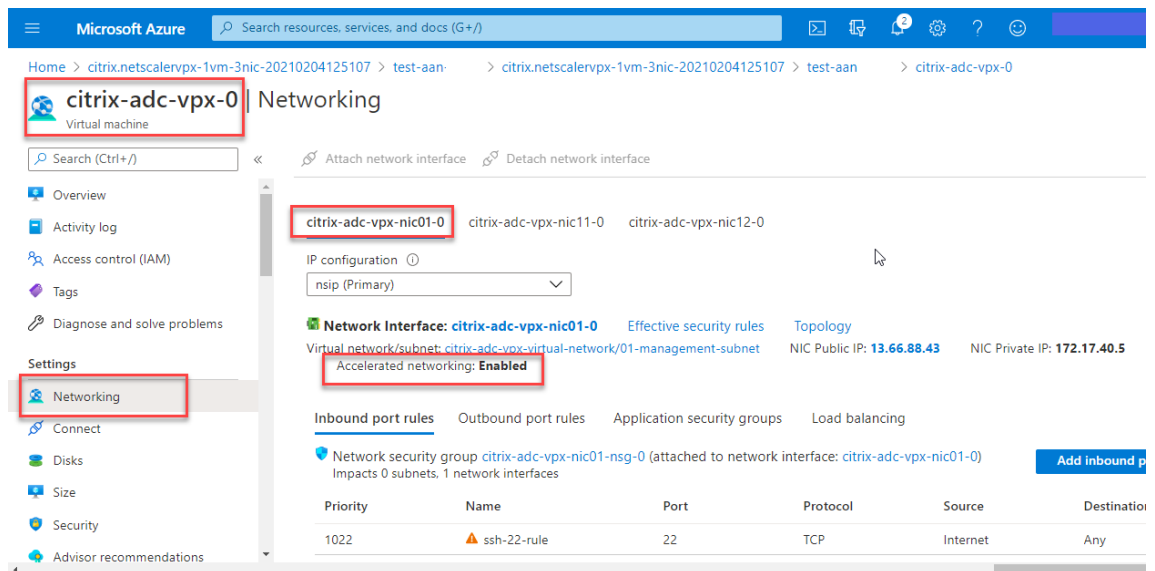 Microsoft Azure
Search resources, services, and docs (G+/)
2
Home > citrix.netscalervpx-1vm-3nic-20210204125107 > test-aan > citrix.netscalervpx-1vm-3nic-20210204125107 > test-aan > citrix-adc-vpx-0
citrix-adc-vpx-0 | Networking
Virtual machine
Search (Ctrl+/)
«
Attach network interface
Detach network interface
Overview
Activity log
Access control (IAM)
Tags
Diagnose and solve problems
Settings
Networking
Connect
Disks
Size
Security
Advisor recommendations
citrix-adc-vpx-nic01-0
citrix-adc-vpx-nic11-0
citrix-adc-vpx-nic12-0
IP configuration
nsip (Primary)
Network Interface: citrix-adc-vpx-nic01-0
Effective security rules
Topology
Virtual network/subnet: citrix-adc-vpx-virtual-network/01-management-subnet
NIC Public IP: 13.66.88.43
NIC Private IP: 172.17.40.5
Accelerated networking: Enabled
Inbound port rules
Outbound port rules
Application security groups
Load balancing
Network security group citrix-adc-vpx-nic01-nsg-0 (attached to network interface: citrix-adc-vpx-nic01-0)
Impacts 0 subnets, 1 network interfaces
Add inbound p
Priority Name Port Protocol Source Destination
1022 ssh-22-rule 22 TCP Internet Any